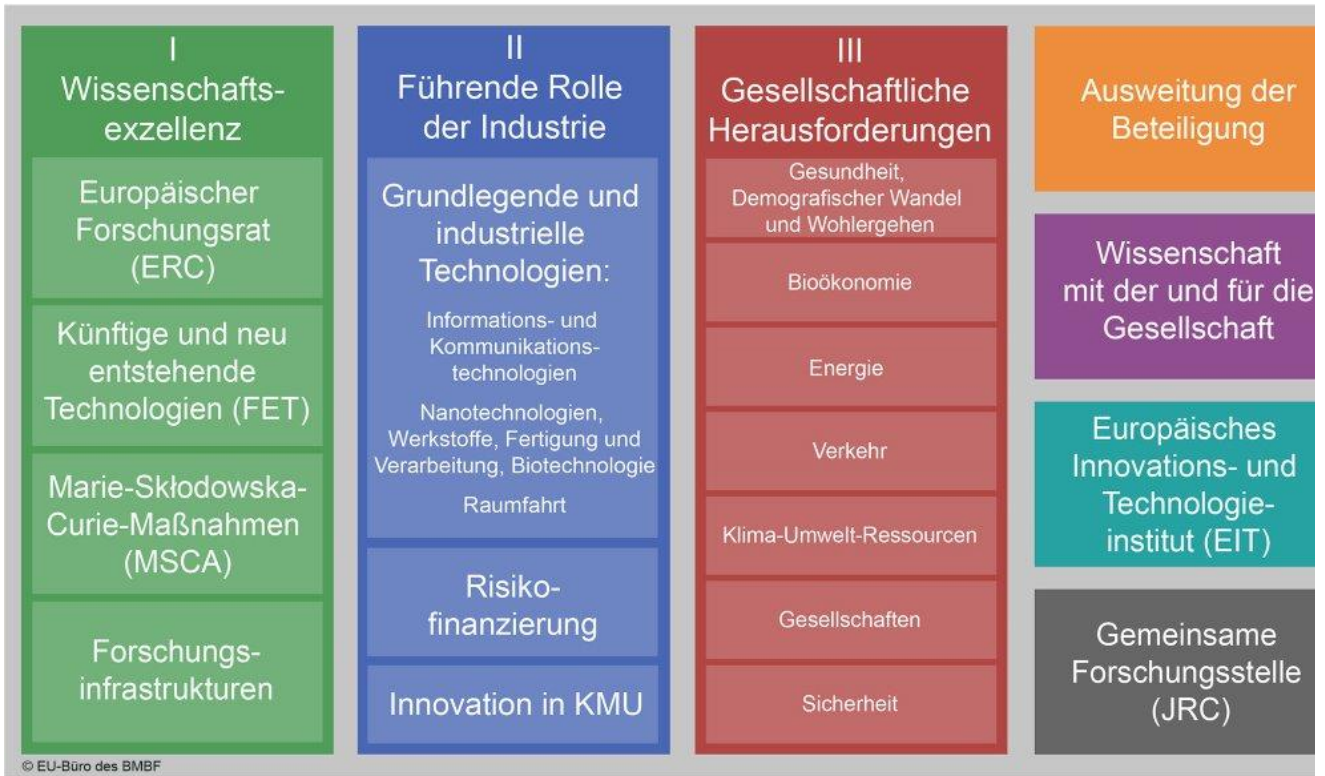 I
Wissenschafts-
exzellenz
Europäischer
Forschungsrat
(ERC)
Künftige und neu
entstehende
Technologien (FET)
Marie-Skłodowska-
Curie-Maßnahmen
(MSCA)
Forschungs-
infrastrukturen
II
Führende Rolle
der Industrie
Grundlegende und
industrielle
Technologien:
Informations- und
Kommunikations-
technologien
Nanotechnologien,
Werkstoffe, Fertigung und
Verarbeitung, Biotechnologie
Raumfahrt
Risiko-
finanzierung
Innovation in KMU
III
Gesellschaftliche
Herausforderungen
Gesundheit,
Demografischer Wandel
und Wohlergehen
Bioökonomie
Energie
Verkehr
Klima-Umwelt-Ressourcen
Gesellschaften
Sicherheit
Ausweitung der
Beteiligung
Wissenschaft
mit der und für die
Gesellschaft
Europäisches
Innovations- und
Technologie-
institut (EIT)
Gemeinsame
Forschungsstelle
(JRC)
© EU-Büro des BMBF